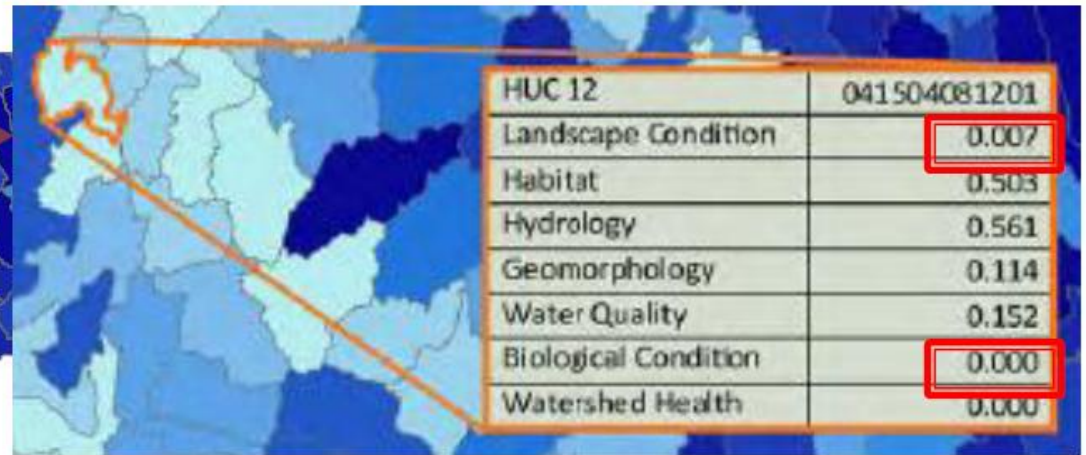 HUC 12 041504081201
Landscape Condition 0.007
Habitat 0.503
Hydrology 0.561
Geomorphology 0.114
Water Quality 0.152
Biological Condition 0.000
Watershed Health 0.000